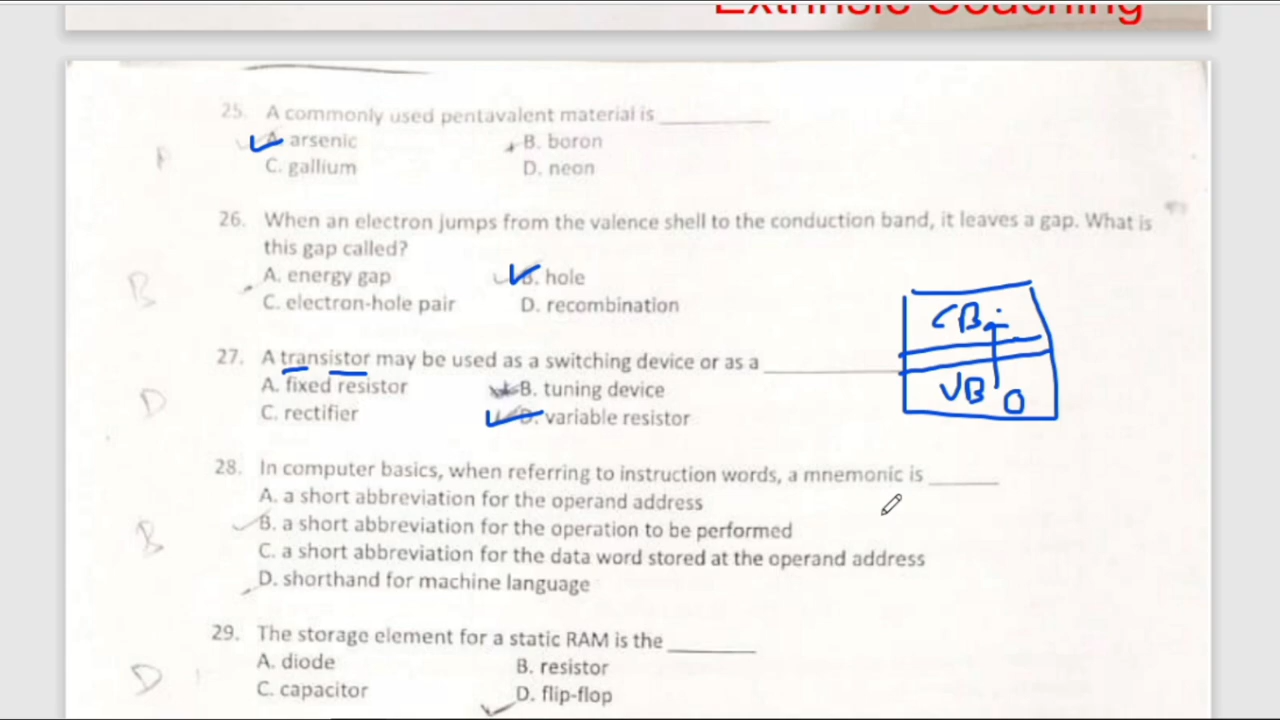 Extrinsic Coaching
25. A commonly used pentavalent material is ________
A. arsenic B. boron
A
C. gallium D. neon
26. When an electron jumps from the valence shell to the conduction band, it leaves a gap. What is
this gap called?
A. energy gap B. hole
B
C. electron-hole pair D. recombination
CB
27. A transistor may be used as a switching device or as a ________
A. fixed resistor B. tuning device
VB
D
C. rectifier D. variable resistor
28. In computer basics, when referring to instruction words, a mnemonic is ________
A. a short abbreviation for the operand address
B. a short abbreviation for the operation to be performed
B
C. a short abbreviation for the data word stored at the operand address
D. shorthand for machine language
29. The storage element for a static RAM is the ________
A. diode B. resistor
D
C. capacitor D. flip-flop